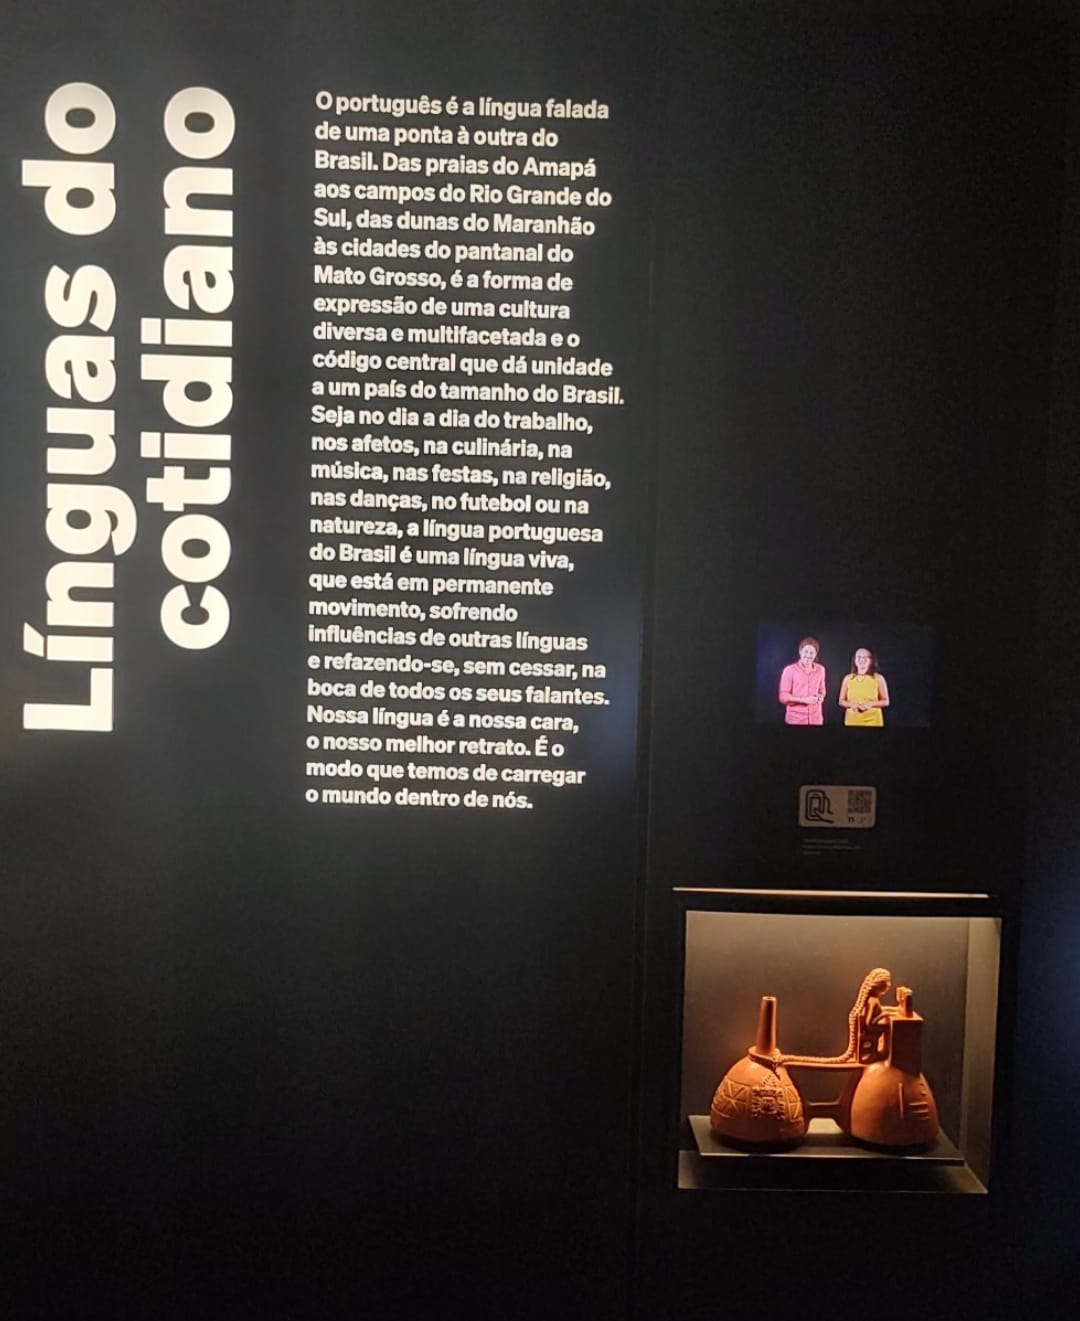 Línguas do
cotidiano
O português é a língua falada
de uma ponta à outra do
Brasil. Das praias do Amapá
aos campos do Rio Grande do
Sul, das dunas do Maranhão
às cidades do pantanal do
Mato Grosso, é a forma de
expressão de uma cultura
diversa e multifacetada e o
código central que dá unidade
a um país do tamanho do Brasil.
Seja no dia a dia do trabalho,
nos afetos, na culinária, na
música, nas festas, na religião,
nas danças, no futebol ou na
natureza, a língua portuguesa
do Brasil é uma língua viva,
que está em permanente
movimento, sofrendo
influências de outras línguas
e refazendo-se, sem cessar, na
boca de todos os seus falantes.
Nossa língua é a nossa cara,
o nosso melhor retrato. É o
modo que temos de carregar
o mundo dentro de nós.